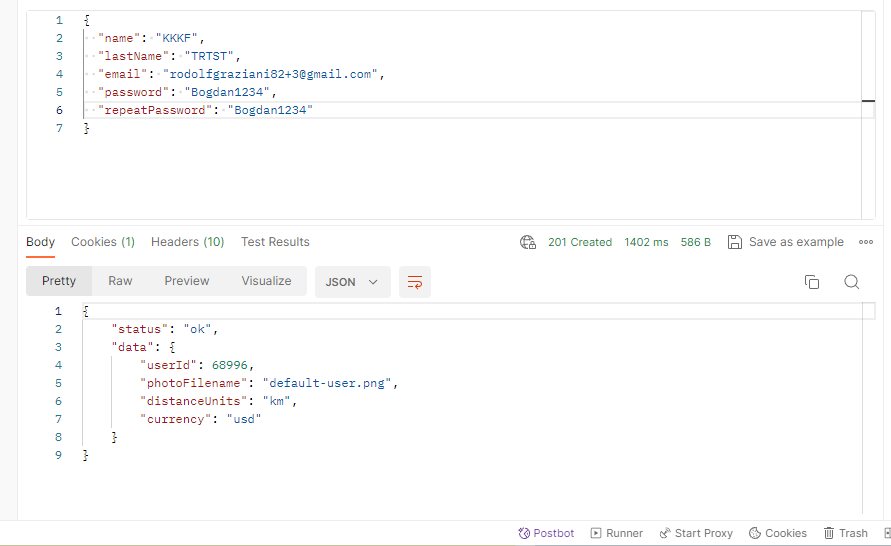 1 {
2 "name": "KKKF",
3 "lastName": "TRTST",
4 "email": "rodolfgraziani82+3@gmail.com",
5 "password": "Bogdan1234",
6 "repeatPassword": "Bogdan1234"
7 }
Body Cookies (1) Headers (10) Test Results 201 Created 1402 ms 586 B Save as example
Pretty Raw Preview Visualize JSON
1 {
2 "status": "ok",
3 "data": {
4 "userId": 68996,
5 "photoFilename": "default-user.png",
6 "distanceUnits": "km",
7 "currency": "usd"
8 }
9 }
Postbot Runner Start Proxy Cookies Trash